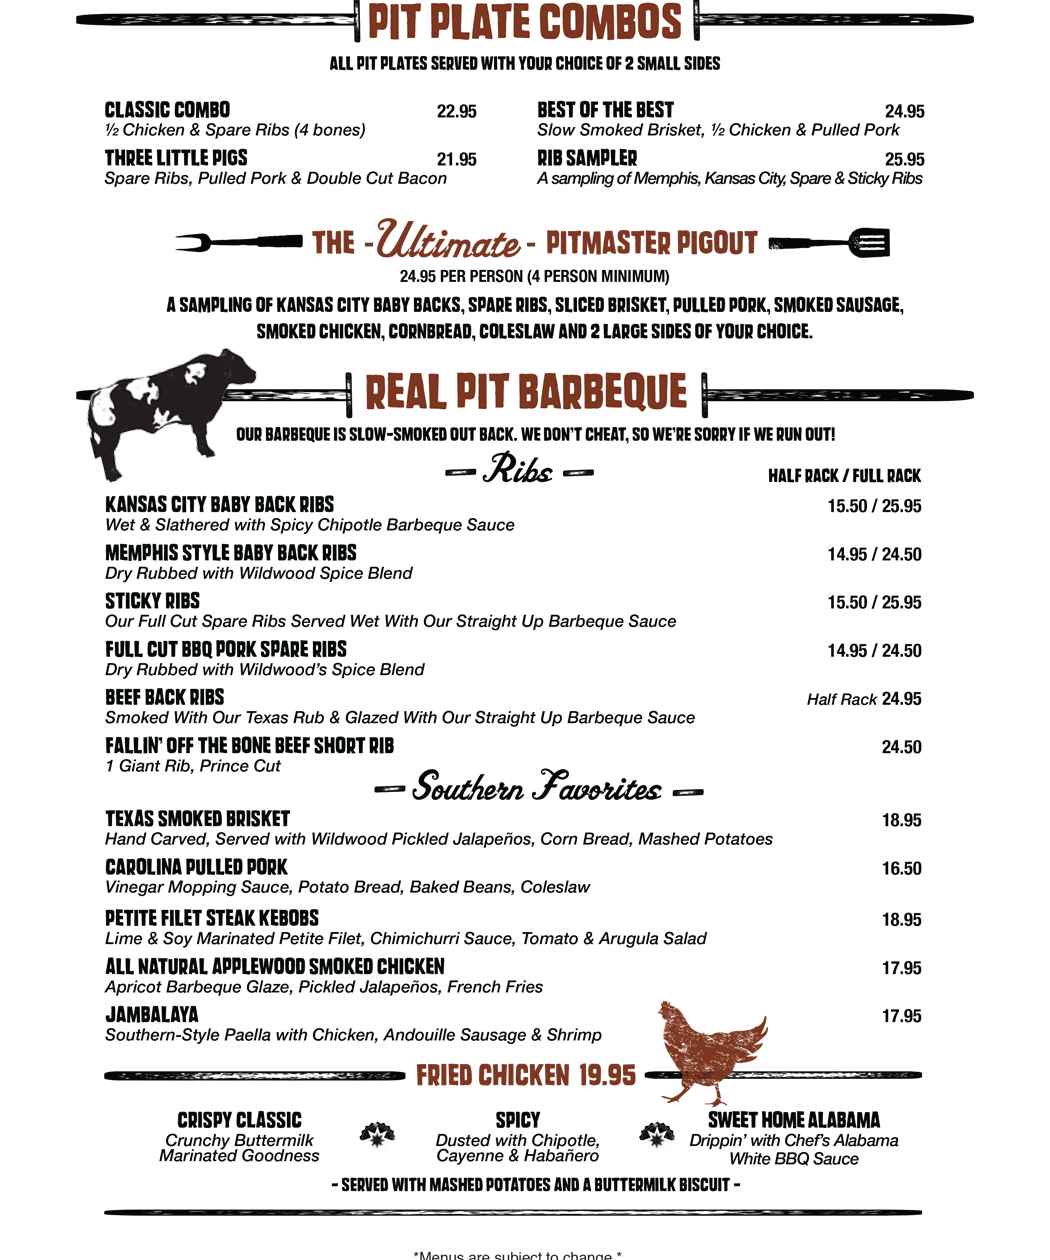 PIT PLATE COMBOS
ALL PIT PLATES SERVED WITH YOUR CHOICE OF 2 SMALL SIDES
CLASSIC COMBO 22.95
½ Chicken & Spare Ribs (4 bones)
THREE LITTLE PIGS 21.95
Spare Ribs, Pulled Pork & Double Cut Bacon
BEST OF THE BEST 24.95
Slow Smoked Brisket, ½ Chicken & Pulled Pork
RIB SAMPLER 25.95
A sampling of Memphis, Kansas City, Spare & Sticky Ribs
THE -Ultimate- PITMASTER PIGOUT
24.95 PER PERSON (4 PERSON MINIMUM)
A SAMPLING OF KANSAS CITY BABY BACKS, SPARE RIBS, SLICED BRISKET, PULLED PORK, SMOKED SAUSAGE,
SMOKED CHICKEN, CORNBREAD, COLESLAW AND 2 LARGE SIDES OF YOUR CHOICE.
REAL PIT BARBEQUE
OUR BARBEQUE IS SLOW-SMOKED OUT BACK. WE DON'T CHEAT, SO WE'RE SORRY IF WE RUN OUT!
Ribs
HALF RACK / FULL RACK
KANSAS CITY BABY BACK RIBS 15.50 / 25.95
Wet & Slathered with Spicy Chipotle Barbeque Sauce
MEMPHIS STYLE BABY BACK RIBS 14.95 / 24.50
Dry Rubbed with Wildwood Spice Blend
STICKY RIBS 15.50 / 25.95
Our Full Cut Spare Ribs Served Wet With Our Straight Up Barbeque Sauce
FULL CUT BBQ PORK SPARE RIBS 14.95 / 24.50
Dry Rubbed with Wildwood's Spice Blend
BEEF BACK RIBS Half Rack 24.95
Smoked With Our Texas Rub & Glazed With Our Straight Up Barbeque Sauce
FALLIN' OFF THE BONE BEEF SHORT RIB 24.50
1 Giant Rib, Prince Cut
Southern Favorites
TEXAS SMOKED BRISKET 18.95
Hand Carved, Served with Wildwood Pickled Jalapeños, Corn Bread, Mashed Potatoes
CAROLINA PULLED PORK 16.50
Vinegar Mopping Sauce, Potato Bread, Baked Beans, Coleslaw
PETITE FILET STEAK KEBOBS 18.95
Lime & Soy Marinated Petite Filet, Chimichurri Sauce, Tomato & Arugula Salad
ALL NATURAL APPLEWOOD SMOKED CHICKEN 17.95
Apricot Barbeque Glaze, Pickled Jalapeños, French Fries
JAMBALAYA 17.95
Southern-Style Paella with Chicken, Andouille Sausage & Shrimp
FRIED CHICKEN 19.95
CRISPY CLASSIC
Crunchy Buttermilk
Marinated Goodness
SPICY
Dusted with Chipotle,
Cayenne & Habañero
SWEET HOME ALABAMA
Drippin' with Chef's Alabama
White BBQ Sauce
- SERVED WITH MASHED POTATOES AND A BUTTERMILK BISCUIT -
*Menus are subject to change.*